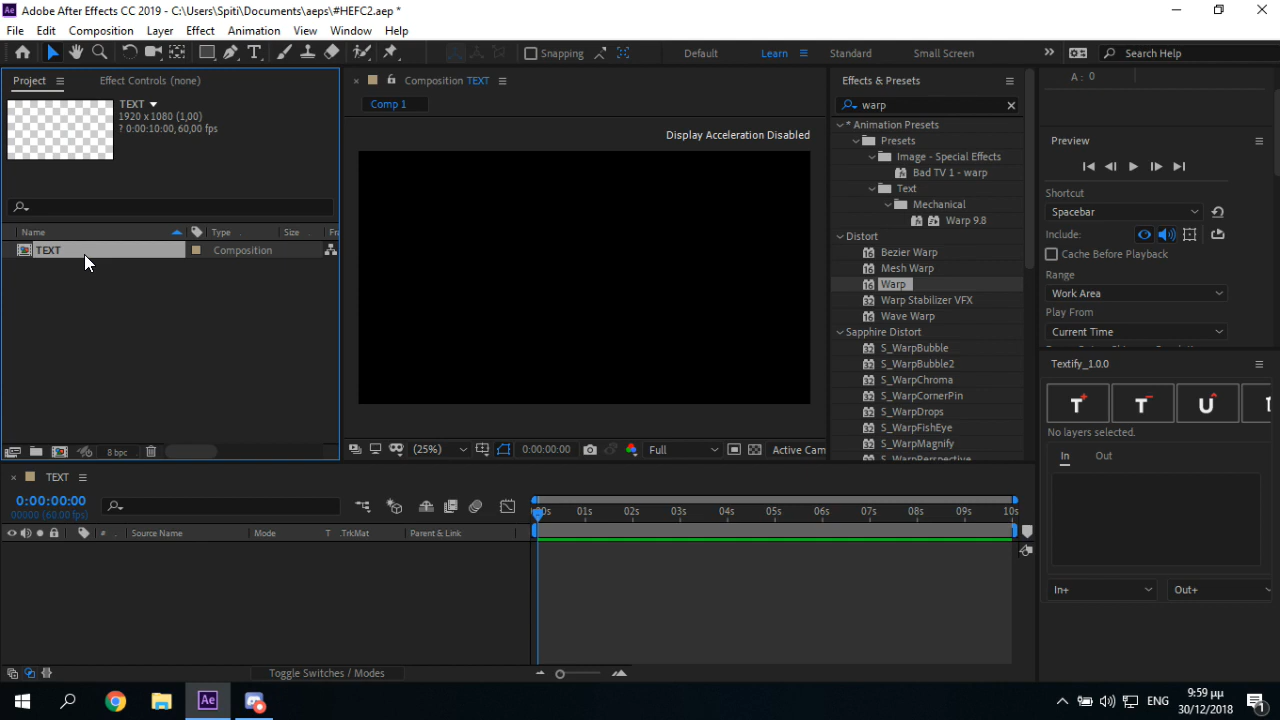 Ae Adobe After Effects CC 2019 - C:\Users\Spiti\Documents\aeps\#HEFC2.aep *
File Edit Composition Layer Effect Animation View Window Help
Snapping Default Learn Standard Small Screen Search Help
Project Effect Controls (none)
TEXT
1920 x 1080 (1,00)
? 0:00:10:00, 60,00 fps
Name Type Size Fra
TEXT Composition
8 bpc
Composition TEXT
Comp 1
Display Acceleration Disabled
(25%) 0:00:00:00 Full Active Cam
Effects & Presets
warp
* Animation Presets
Presets
Image - Special Effects
Bad TV 1 - warp
Text
Mechanical
Warp 9.8
Distort
Bezier Warp
Mesh Warp
Warp
Warp Stabilizer VFX
Wave Warp
Sapphire Distort
S_WarpBubble
S_WarpBubble2
S_WarpChroma
S_WarpCornerPin
S_WarpDrops
S_WarpFishEye
S_WarpMagnify
S_WarpPerspective
A : 0
Preview
Shortcut
Spacebar
Include:
Cache Before Playback
Range
Work Area
Play From
Current Time
Textify_1.0.0
No layers selected.
In Out
In+ Out+
TEXT
0:00:00:00
00000 (60.00 fps)
# Source Name Mode T .TrkMat Parent & Link
:00s 01s 02s 03s 04s 05s 06s 07s 08s 09s 10s
Toggle Switches / Modes
Ae
ENG
9:59 μμ
30/12/2018
1